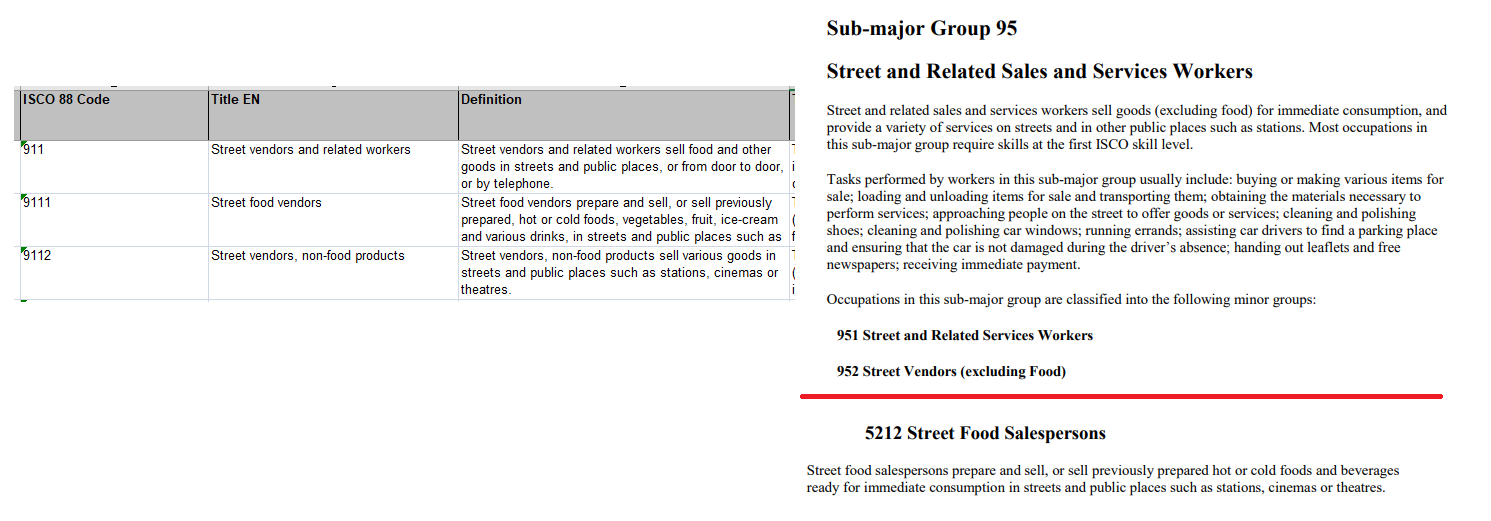 ISCO 88 Code
Title EN
Definition
911
Street vendors and related workers
Street vendors and related workers sell food and other
goods in streets and public places, or from door to door,
or by telephone.
9111
Street food vendors
Street food vendors prepare and sell, or sell previously
prepared, hot or cold foods, vegetables, fruit, ice-cream
and various drinks, in streets and public places such as
9112
Street vendors, non-food products
Street vendors, non-food products sell various goods in
streets and public places such as stations, cinemas or
theatres.
Sub-major Group 95
Street and Related Sales and Services Workers
Street and related sales and services workers sell goods (excluding food) for immediate consumption, and
provide a variety of services on streets and in other public places such as stations. Most occupations in
this sub-major group require skills at the first ISCO skill level.
Tasks performed by workers in this sub-major group usually include: buying or making various items for
sale; loading and unloading items for sale and transporting them; obtaining the materials necessary to
perform services; approaching people on the street to offer goods or services; cleaning and polishing
shoes; cleaning and polishing car windows; running errands; assisting car drivers to find a parking place
and ensuring that the car is not damaged during the driver’s absence; handing out leaflets and free
newspapers; receiving immediate payment.
Occupations in this sub-major group are classified into the following minor groups:
951 Street and Related Services Workers
952 Street Vendors (excluding Food)
5212 Street Food Salespersons
Street food salespersons prepare and sell, or sell previously prepared hot or cold foods and beverages
ready for immediate consumption in streets and public places such as stations, cinemas or theatres.